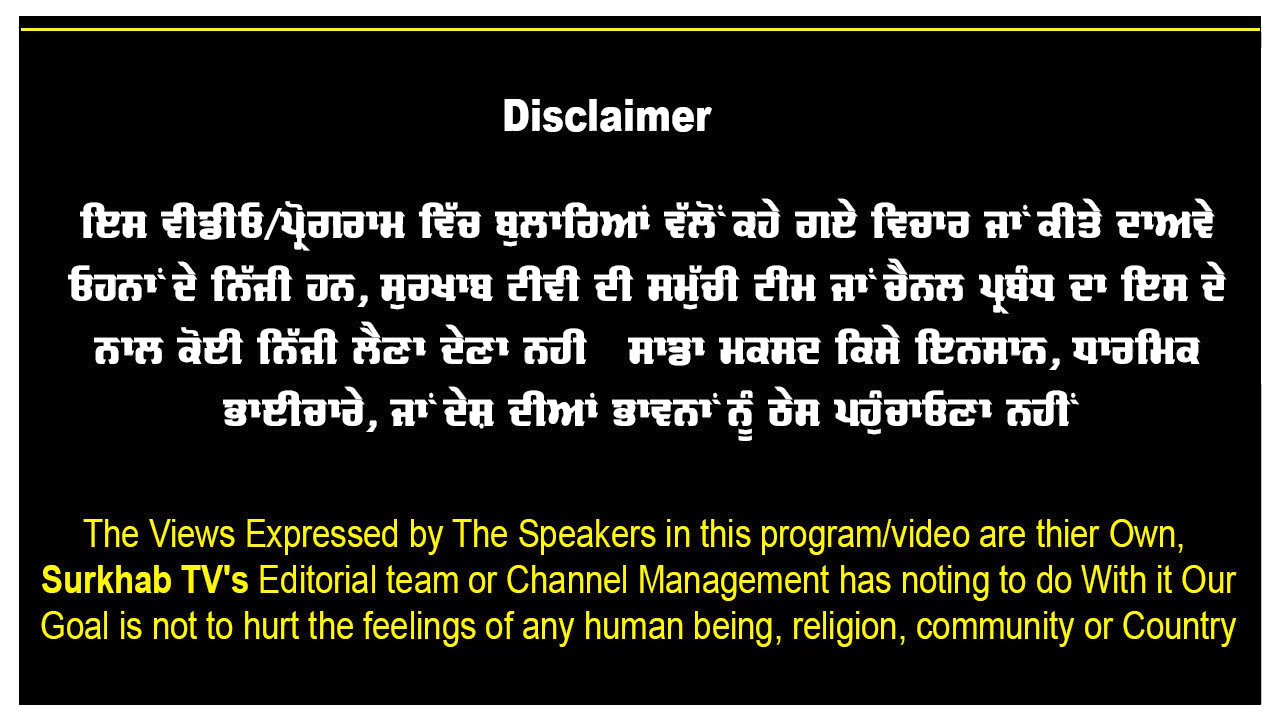 Disclaimer
ਇਸ ਵੀਡੀਓ/ਪ੍ਰੋਗਰਾਮ ਵਿੱਚ ਬੁਲਾਰਿਆਂ ਵੱਲੋਂ ਕਹੇ ਗਏ ਵਿਚਾਰ ਜਾਂ ਕੀਤੇ ਦਾਅਵੇ
ਓਹਨਾਂ ਦੇ ਨਿੱਜੀ ਹਨ, ਸੁਰਖਾਬ ਟੀਵੀ ਦੀ ਸਮੁੱਚੀ ਟੀਮ ਜਾਂ ਚੈਨਲ ਪ੍ਰਬੰਧ ਦਾ ਇਸ ਦੇ
ਨਾਲ ਕੋਈ ਨਿੱਜੀ ਲੈਣਾ ਦੇਣਾ ਨਹੀ ਸਾਡਾ ਮਕਸਦ ਕਿਸੇ ਇਨਸਾਨ, ਧਾਰਮਿਕ
ਭਾਈਚਾਰੇ, ਜਾਂ ਦੇਸ਼ ਦੀਆਂ ਭਾਵਨਾਂ ਨੂੰ ਠੇਸ ਪਹੁੰਚਾਓਣਾ ਨਹੀਂ
The Views Expressed by The Speakers in this program/video are thier Own,
Surkhab TV's Editorial team or Channel Management has noting to do With it Our
Goal is not to hurt the feelings of any human being, religion, community or Country